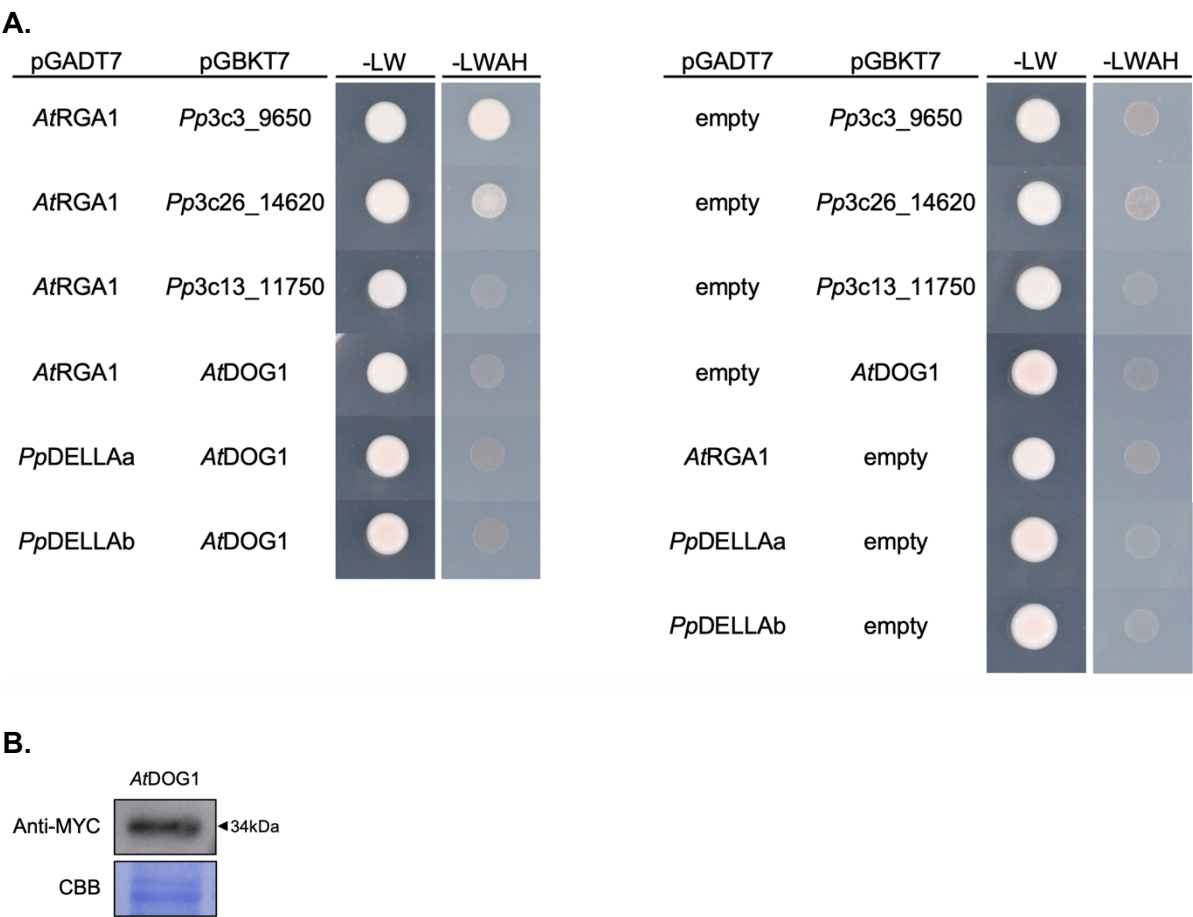 A.
pGADT7 pGBKT7 -LW -LWAH
AtRGA1 Pp3c3_9650
AtRGA1 Pp3c26_14620
AtRGA1 Pp3c13_11750
AtRGA1 AtDOG1
PpDELLAa AtDOG1
PpDELLAb AtDOG1
pGADT7 pGBKT7 -LW -LWAH
empty Pp3c3_9650
empty Pp3c26_14620
empty Pp3c13_11750
empty AtDOG1
AtRGA1 empty
PpDELLAa empty
PpDELLAb empty
B.
AtDOG1
Anti-MYC ◄34kDa
CBB